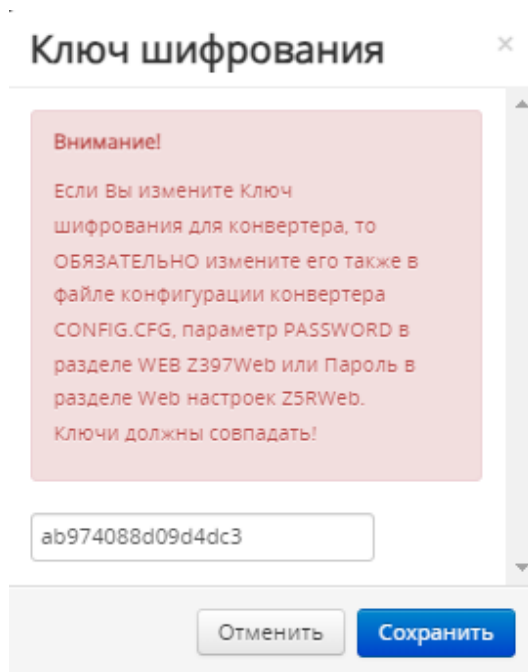 Ключ шифрования
×
Внимание!
Если Вы измените Ключ
шифрования для конвертера, то
ОБЯЗАТЕЛЬНО измените его также в
файле конфигурации конвертера
CONFIG.CFG, параметр PASSWORD в
разделе WEB Z397Web или Пароль в
разделе Web настроек Z5RWeb.
Ключи должны совпадать!
ab974088d09d4dc3
Отменить Сохранить